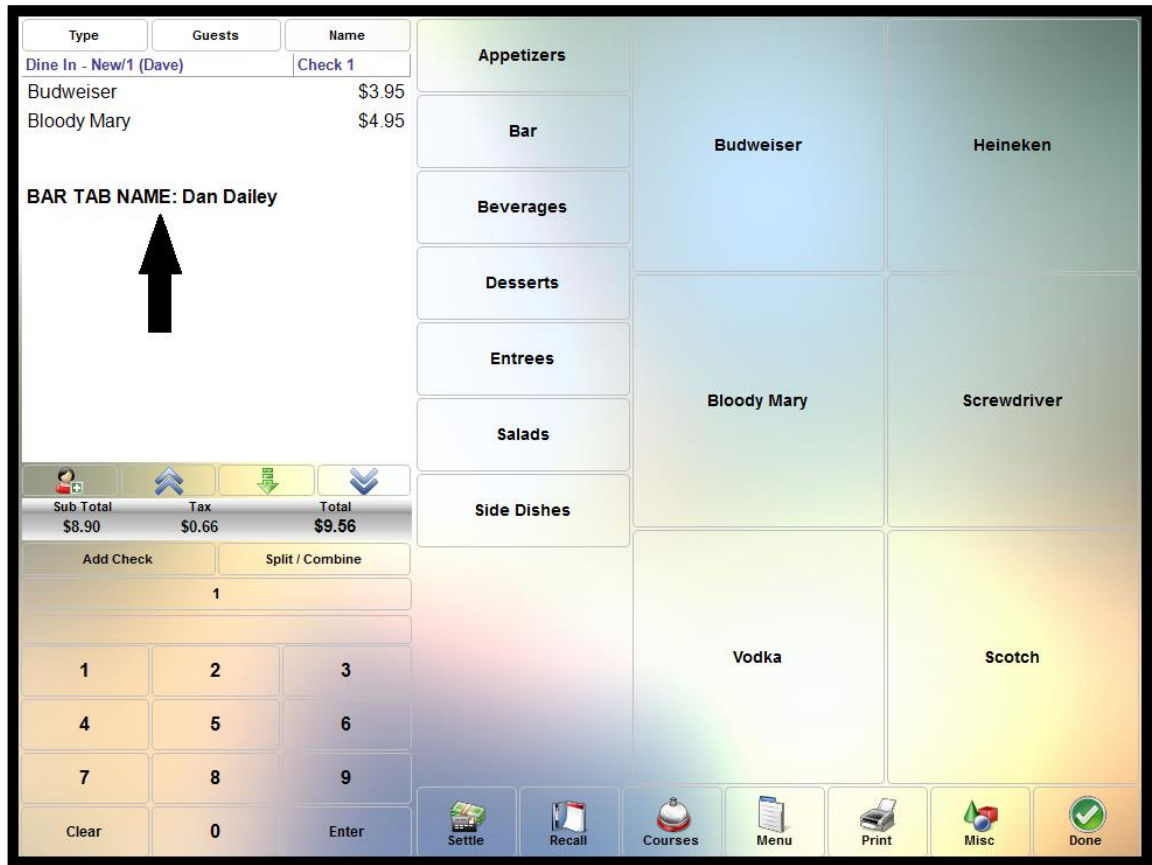 Type Guests Name
Dine In - New/1 (Dave) Check 1
Budweiser $3.95
Bloody Mary $4.95
BAR TAB NAME: Dan Dailey
Sub Total Tax Total
$8.90 $0.66 $9.56
Add Check Split / Combine
1
1 2 3
4 5 6
7 8 9
Clear 0 Enter
Appetizers
Bar
Beverages
Desserts
Entrees
Salads
Side Dishes
Budweiser Heineken
Bloody Mary Screwdriver
Vodka Scotch
Settle Recall Courses Menu Print Misc Done